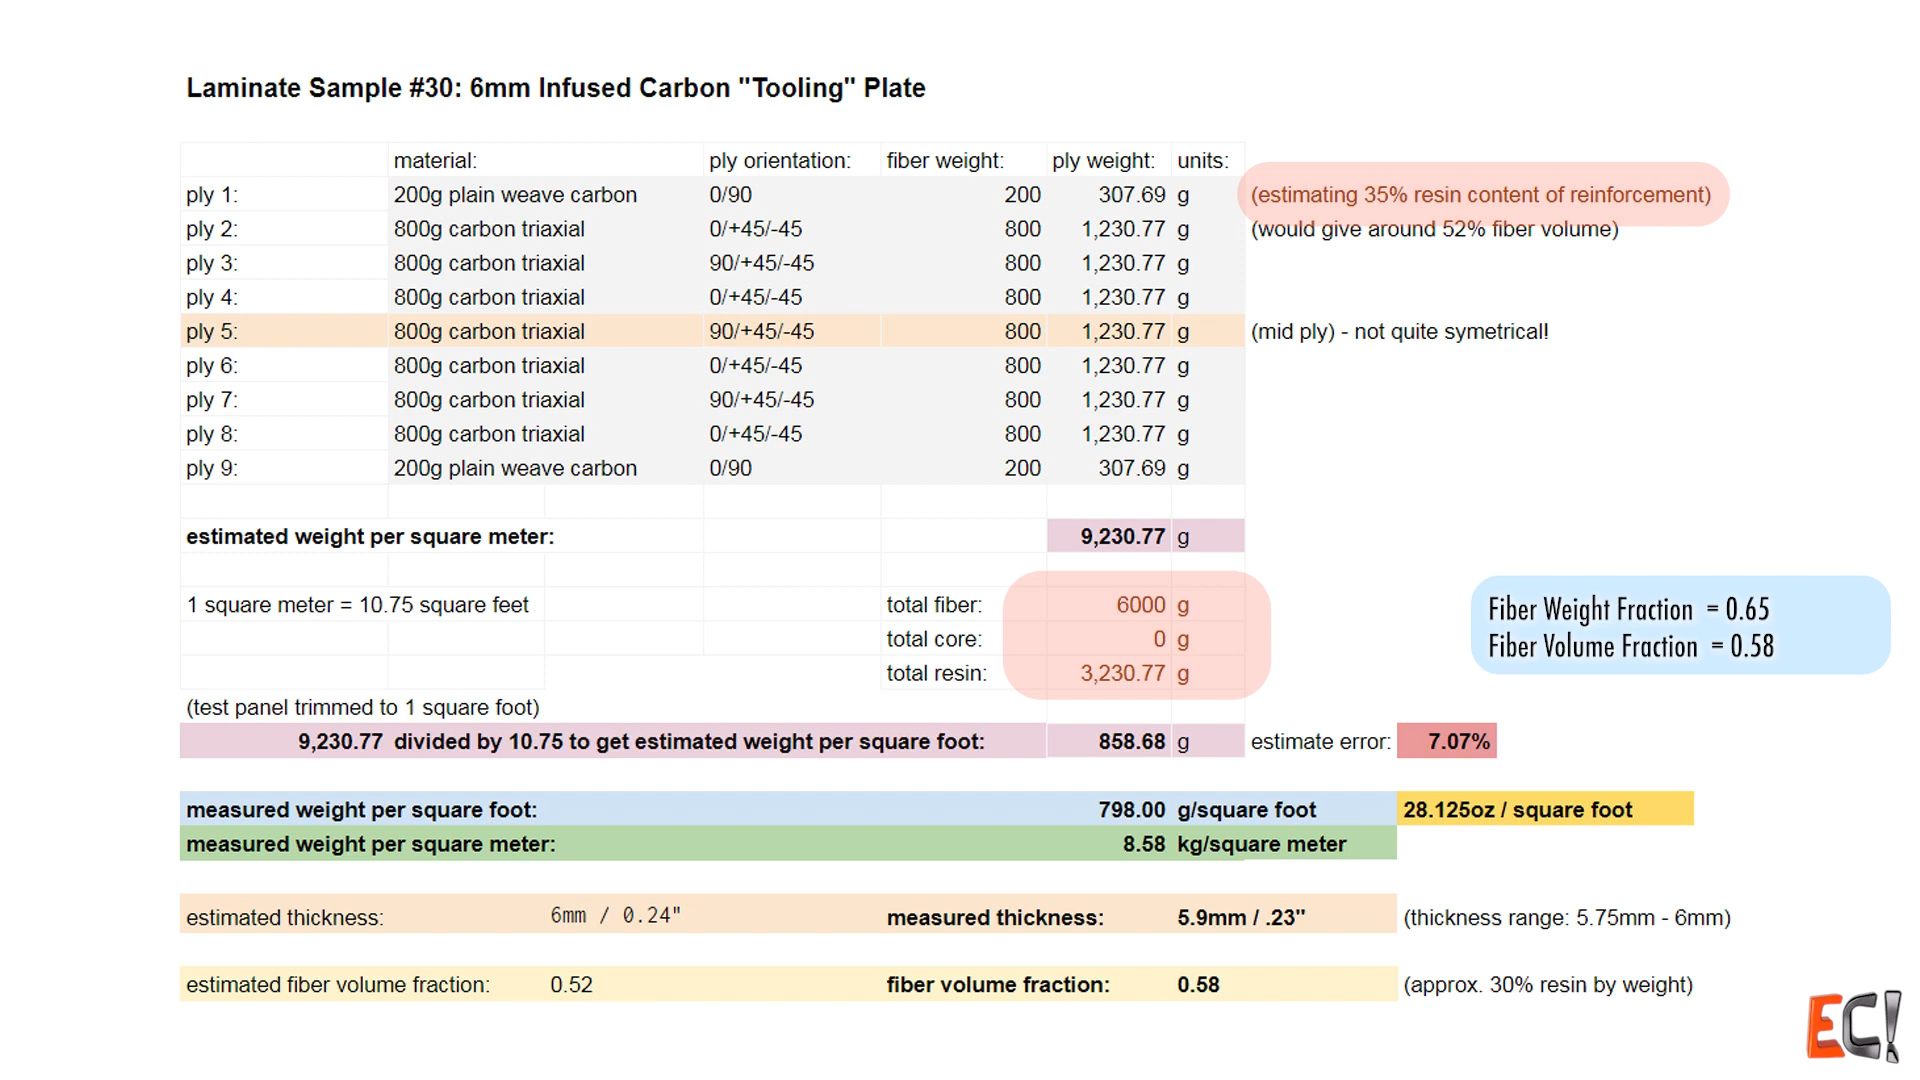 Laminate Sample #30: 6mm Infused Carbon "Tooling" Plate
material: ply orientation: fiber weight: ply weight: units:
ply 1: 200g plain weave carbon 0/90 200 307.69 g (estimating 35% resin content of reinforcement)
ply 2: 800g carbon triaxial 0/+45/-45 800 1,230.77 g (would give around 52% fiber volume)
ply 3: 800g carbon triaxial 90/+45/-45 800 1,230.77 g
ply 4: 800g carbon triaxial 0/+45/-45 800 1,230.77 g
ply 5: 800g carbon triaxial 90/+45/-45 800 1,230.77 g (mid ply) - not quite symetrical!
ply 6: 800g carbon triaxial 0/+45/-45 800 1,230.77 g
ply 7: 800g carbon triaxial 90/+45/-45 800 1,230.77 g
ply 8: 800g carbon triaxial 0/+45/-45 800 1,230.77 g
ply 9: 200g plain weave carbon 0/90 200 307.69 g
estimated weight per square meter: 9,230.77 g
1 square meter = 10.75 square feet total fiber: 6000 g
Fiber Weight Fraction = 0.65
total core: 0 g
Fiber Volume Fraction = 0.58
total resin: 3,230.77 g
(test panel trimmed to 1 square foot)
9,230.77 divided by 10.75 to get estimated weight per square foot: 858.68 g estimate error: 7.07%
measured weight per square foot: 798.00 g/square foot 28.125oz / square foot
measured weight per square meter: 8.58 kg/square meter
estimated thickness: 6mm / 0.24" measured thickness: 5.9mm / .23" (thickness range: 5.75mm - 6mm)
estimated fiber volume fraction: 0.52 fiber volume fraction: 0.58 (approx. 30% resin by weight)
EC!